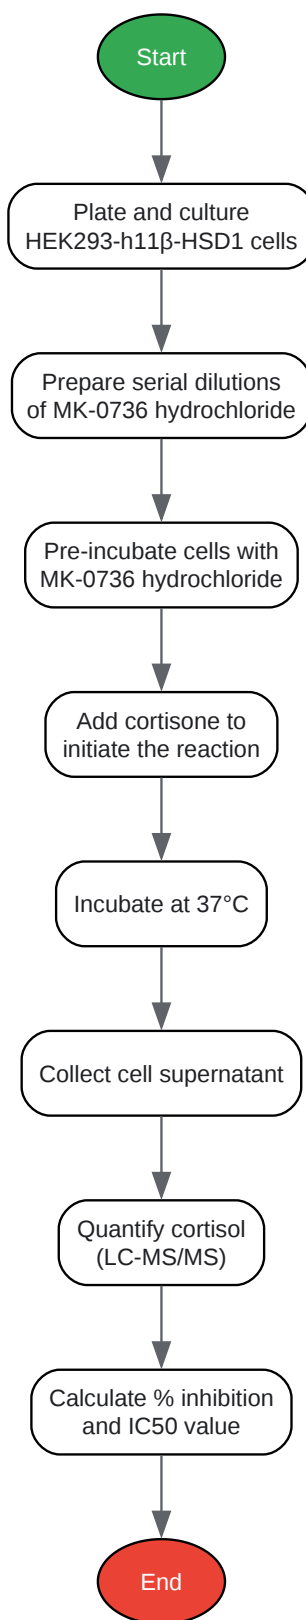 Start
Plate and culture
HEK293-h11β-HSD1 cells
Prepare serial dilutions
of MK-0736 hydrochloride
Pre-incubate cells with
MK-0736 hydrochloride
Add cortisone to
initiate the reaction
Incubate at 37°C
Collect cell supernatant
Quantify cortisol
(LC-MS/MS)
Calculate % inhibition
and IC50 value
End